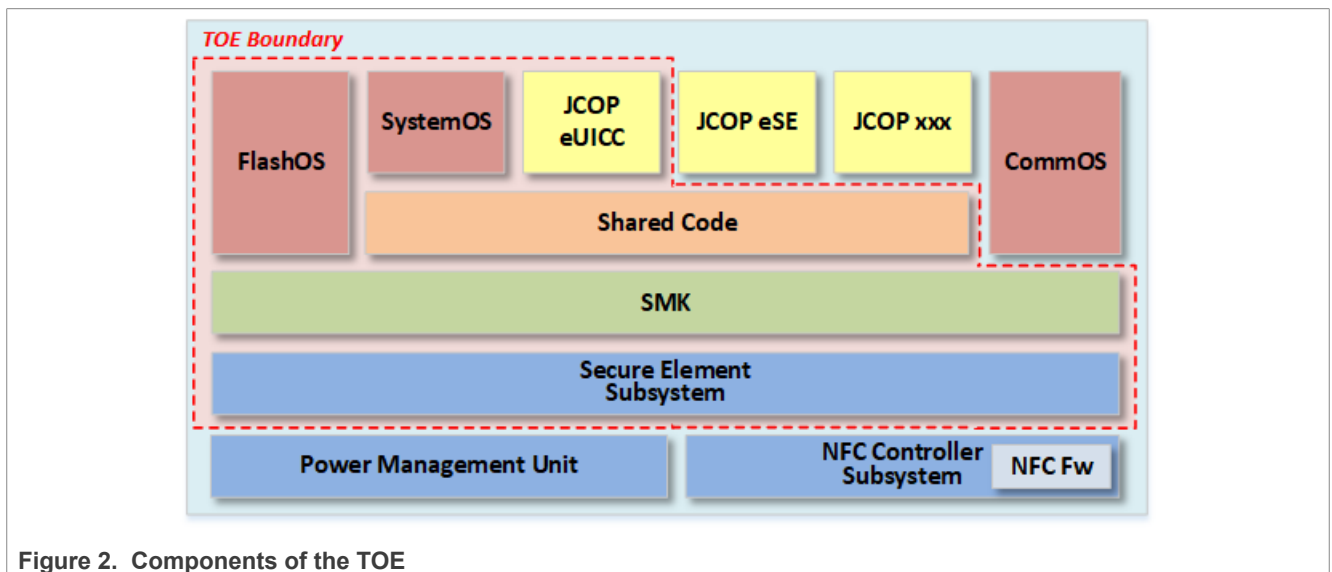 TOE Boundary
FlashOS
SystemOS
JCOP
eUICC
JCOP eSE
JCOP xxx
CommOS
Shared Code
SMK
Secure Element
Subsystem
Power Management Unit
NFC Controller
Subsystem
NFC Fw
Figure 2. Components of the TOE